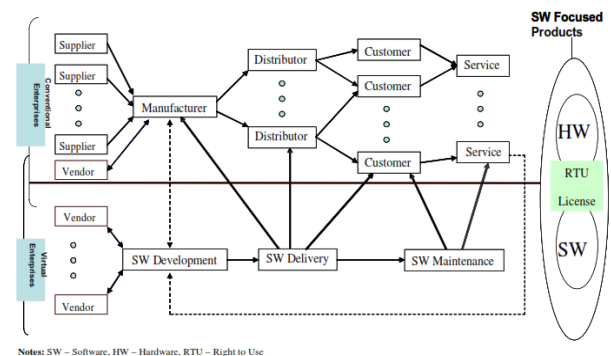 SW Focused
Products
Supplier
Supplier
Supplier
Vendor
Conventional
Enterprises
Manufacturer
Distributor
Distributor
Customer
Customer
Customer
Service
Service
HW
RTU
License
SW
Vendor
Vendor
Virtual
Enterprises
SW Development
SW Delivery
SW Maintenance
Notes: SW – Software, HW – Hardware, RTU – Right to Use